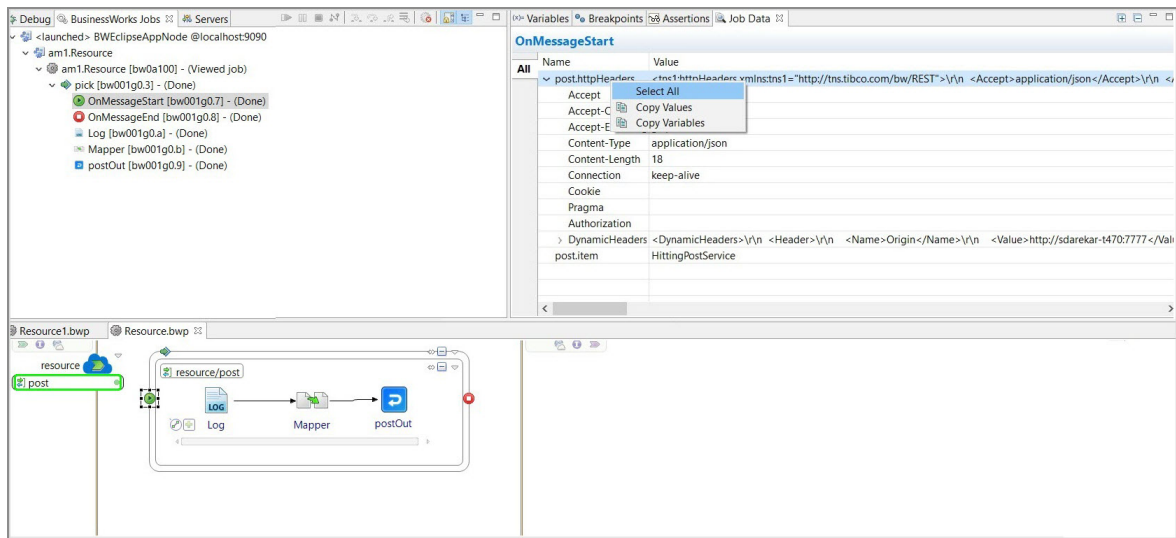 Debug BusinessWorks Jobs Servers
<launched> BWEclipseAppNode @localhost:9090
am1.Resource
am1.Resource [bw0a100] - (Viewed job)
pick [bw001g0.3] - (Done)
OnMessageStart [bw001g0.7] - (Done)
OnMessageEnd [bw001g0.8] - (Done)
Log [bw001g0.a] - (Done)
Mapper [bw001g0.b] - (Done)
postOut [bw001g0.9] - (Done)
Variables Breakpoints Assertions Job Data
OnMessageStart
All
Name Value
post.httpHeaders <tns1:httpHeaders xmlns:tns1="http://tns.tibco.com/bw/REST">\r\n <Accept>application/json</Accept>\r\n
Accept
Accept-C
Accept-E
Select All
Copy Values
Copy Variables
Content-Type application/json
Content-Length 18
Connection keep-alive
Cookie
Pragma
Authorization
DynamicHeaders <DynamicHeaders>\r\n <Header>\r\n <Name>Origin</Name>\r\n <Value>http://sdarekar-t470:7777</Val
post.item HittingPostService
Resource1.bwp Resource.bwp
resource
post
resource/post
LOG
Log Mapper postOut